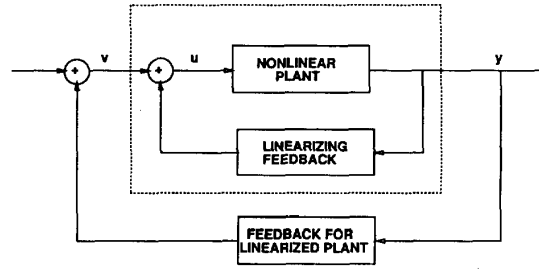 v
u
y
+
+
NONLINEAR
PLANT
LINEARIZING
FEEDBACK
FEEDBACK FOR
LINEARIZED PLANT